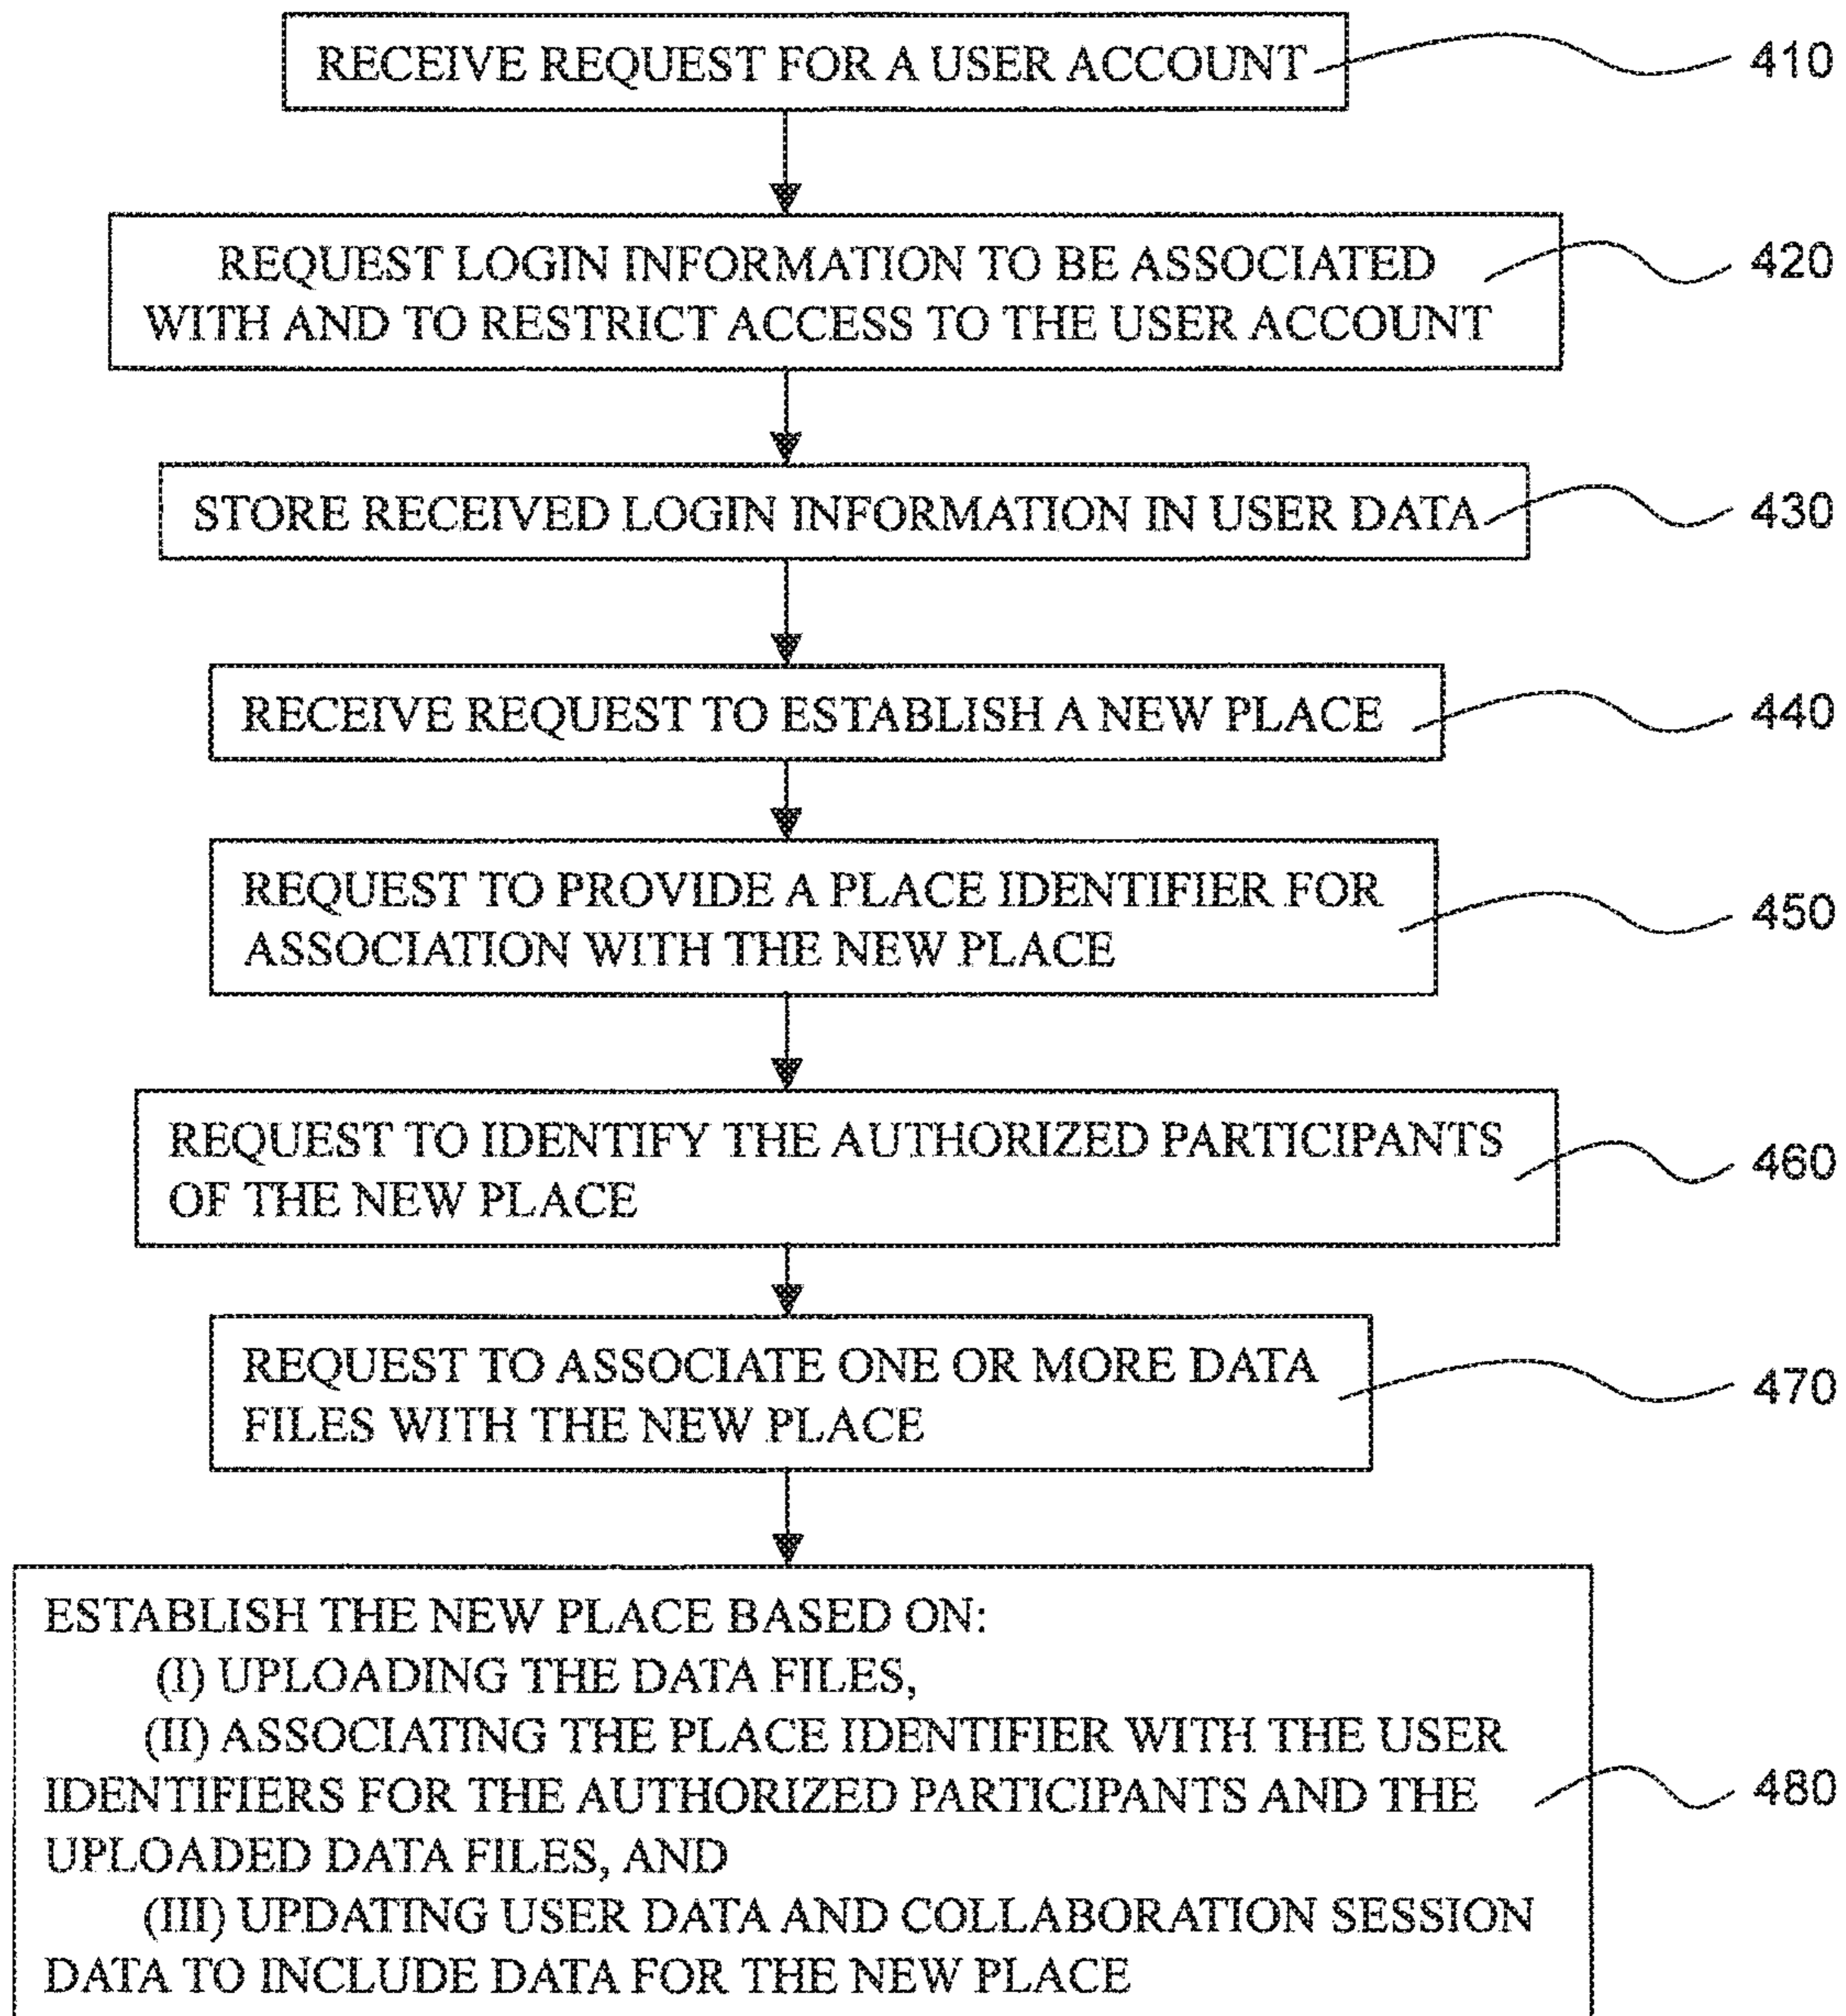 RECEIVE REQUEST FOR A USER ACCOUNT
410
REQUEST LOGIN INFORMATION TO BE ASSOCIATED
WITH AND TO RESTRICT ACCESS TO THE USER ACCOUNT
420
STORE RECEIVED LOGIN INFORMATION IN USER DATA
430
RECEIVE REQUEST TO ESTABLISH A NEW PLACE
440
REQUEST TO PROVIDE A PLACE IDENTIFIER FOR
ASSOCIATION WITH THE NEW PLACE
450
REQUEST TO IDENTIFY THE AUTHORIZED PARTICIPANTS
OF THE NEW PLACE
460
REQUEST TO ASSOCIATE ONE OR MORE DATA
FILES WITH THE NEW PLACE
470
ESTABLISH THE NEW PLACE BASED ON:
(I) UPLOADING THE DATA FILES,
(II) ASSOCIATING THE PLACE IDENTIFIER WITH THE USER
IDENTIFIERS FOR THE AUTHORIZED PARTICIPANTS AND THE
UPLOADED DATA FILES, AND
(III) UPDATING USER DATA AND COLLABORATION SESSION
DATA TO INCLUDE DATA FOR THE NEW PLACE
480